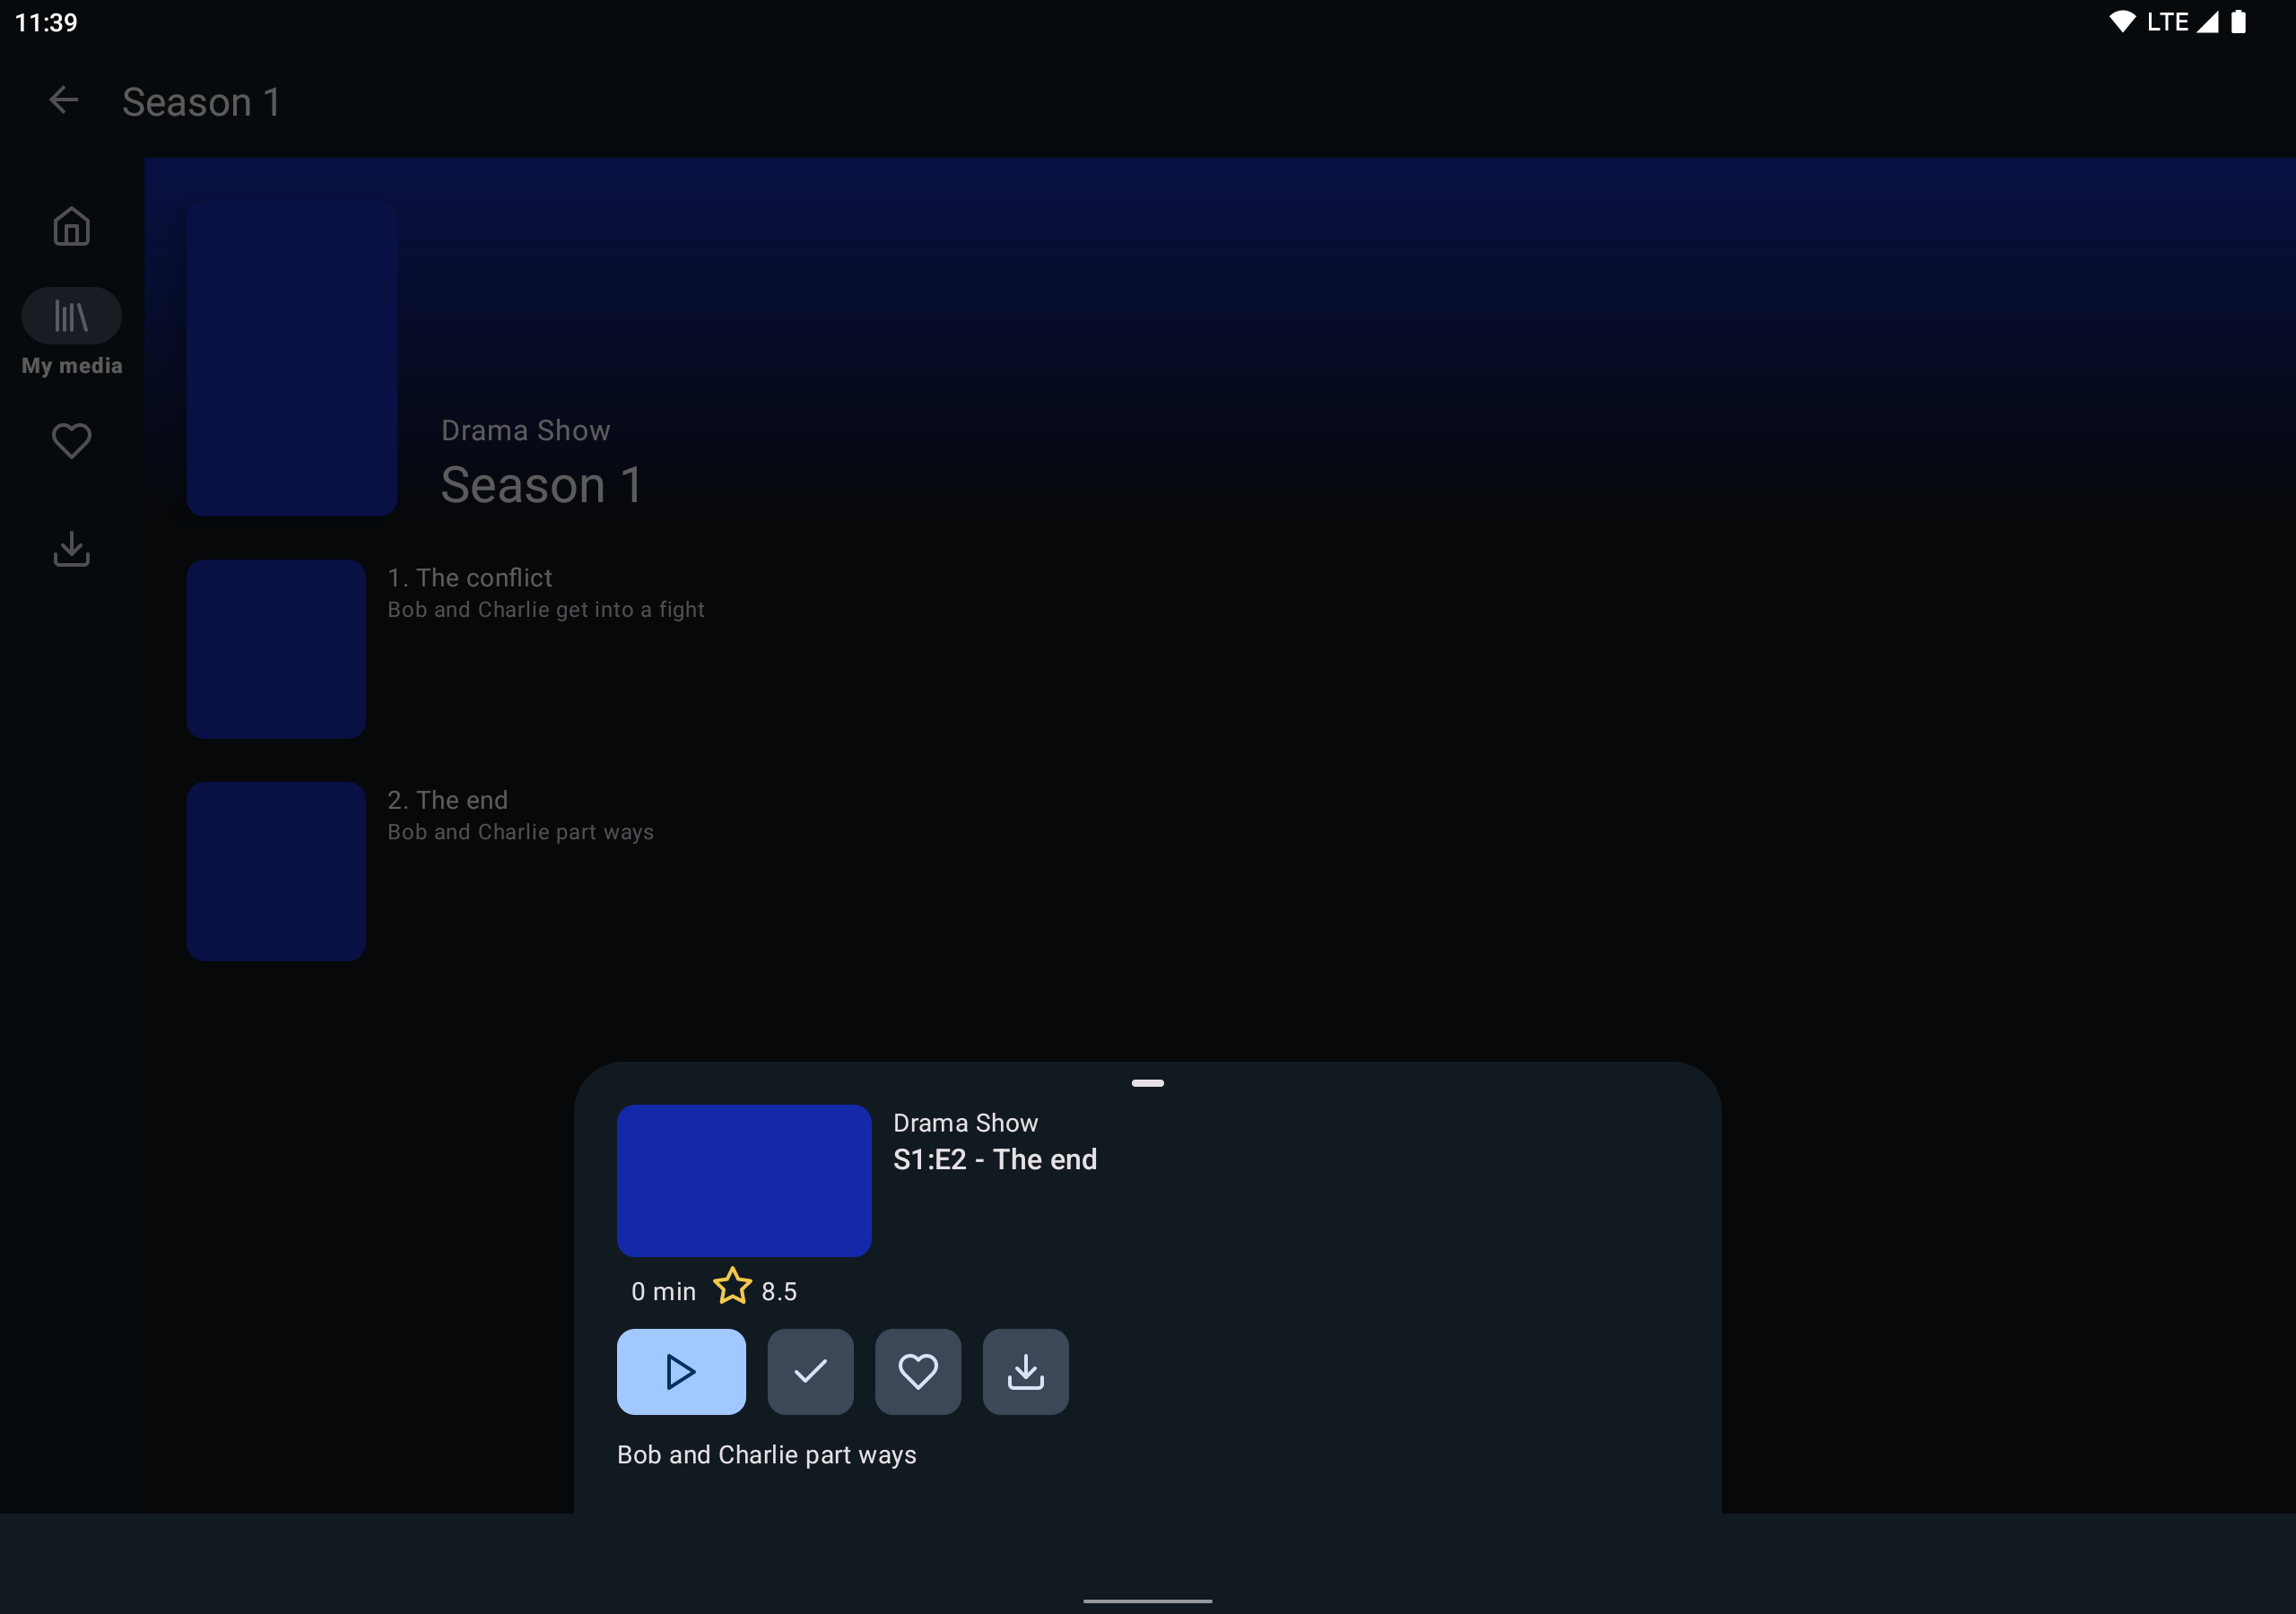 11:39
LTE
Season 1
My media
Drama Show
Season 1
1. The conflict
Bob and Charlie get into a fight
2. The end
Bob and Charlie part ways
Drama Show
S1:E2 - The end
0 min 8.5
Bob and Charlie part ways